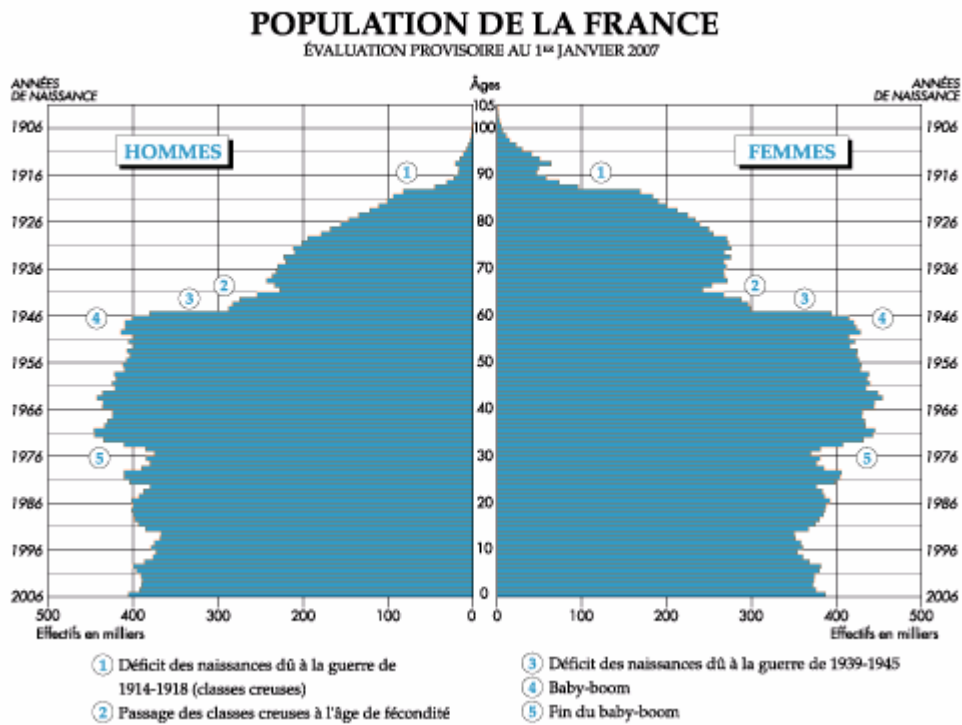 POPULATION DE LA FRANCE
ÉVALUATION PROVISOIRE AU 1ER JANVIER 2007
ANNÉES
DE NAISSANCE
Âges
ANNÉES
DE NAISSANCE
HOMMES
FEMMES
105
1906 100 1906
1 1
1916 90 1916
1926 80 1926
1936 70 1936
2 2
3 3
4 4
1946 60 1946
1956 50 1956
1966 40 1966
5 5
1976 30 1976
1986 20 1986
1996 10 1996
2006 0 2006
500 400 300 200 100 0 0 100 200 300 400 500
Effectifs en milliers Effectifs en milliers
1 Déficit des naissances dû à la guerre de
1914-1918 (classes creuses)
2 Passage des classes creuses à l'âge de fécondité
3 Déficit des naissances dû à la guerre de 1939-1945
4 Baby-boom
5 Fin du baby-boom